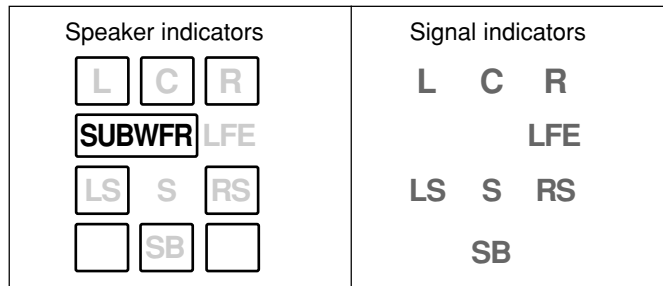 Speaker indicators
L C R
SUBWFR LFE
LS S RS
SB
Signal indicators
L C R
LFE
LS S RS
SB